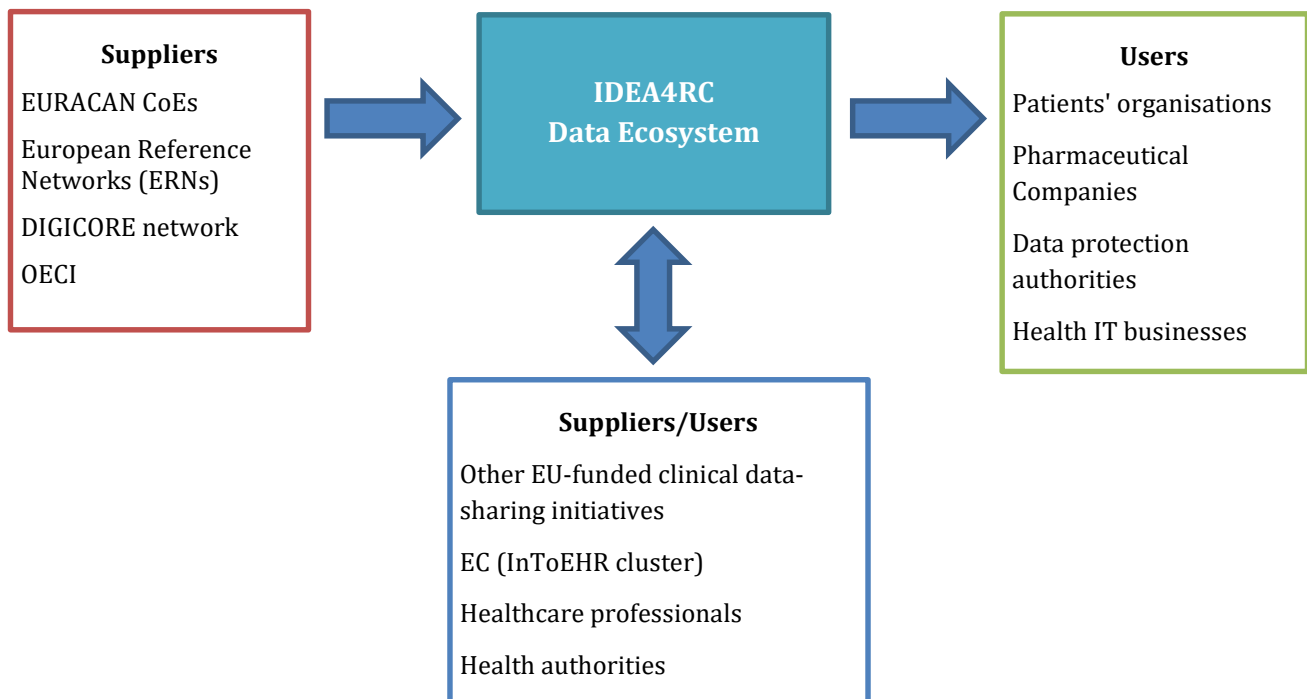 Suppliers
EURACAN CoEs
European Reference
Networks (ERNs)
DIGICORE network
OECI
IDEA4RC
Data Ecosystem
Users
Patients' organisations
Pharmaceutical
Companies
Data protection
authorities
Health IT businesses
Suppliers/Users
Other EU-funded clinical data-
sharing initiatives
EC (InToEHR cluster)
Healthcare professionals
Health authorities